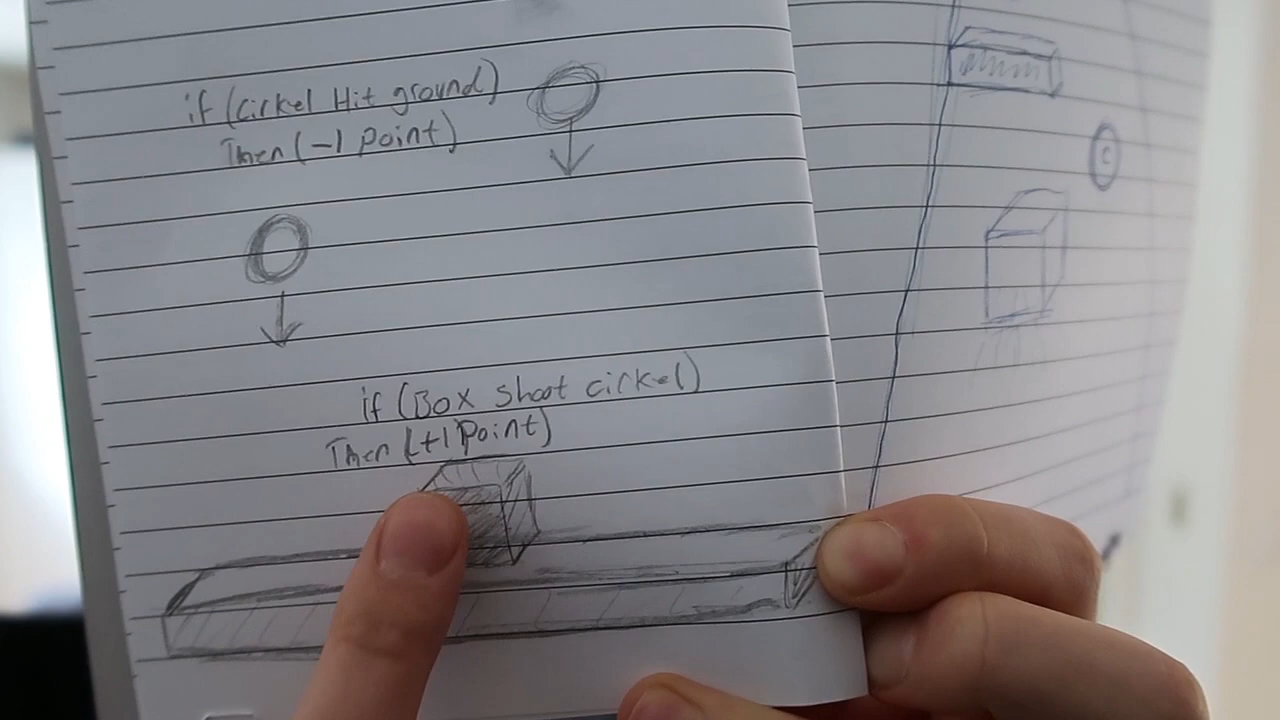 if (Cirkel Hit ground)
Then (-1 Point)
if (Box shoot cirkel)
Then (+1 Point)
C